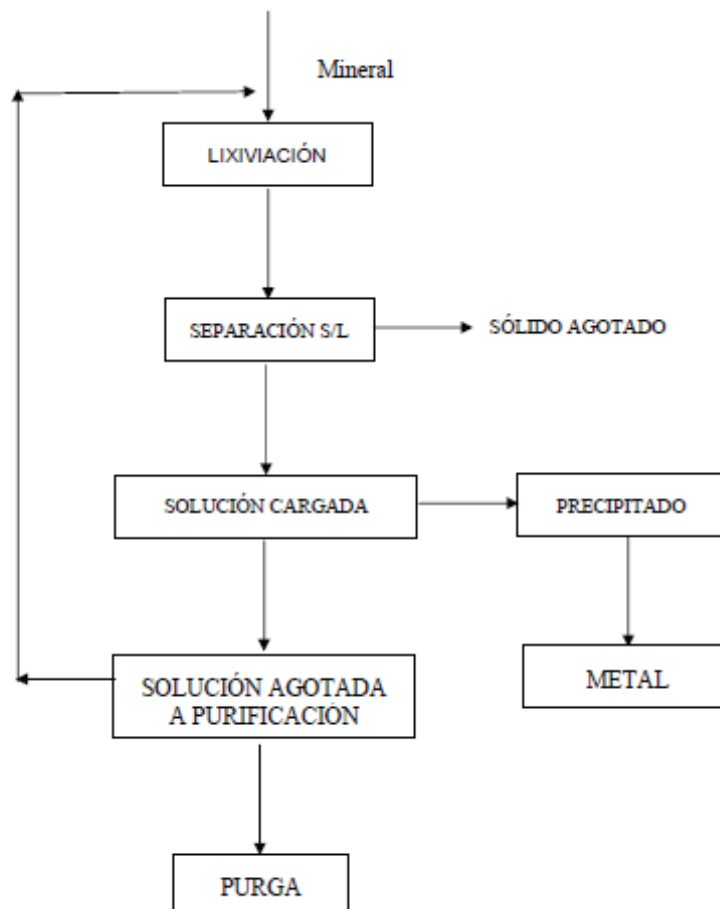 Mineral
LIXIVIACIÓN
SEPARACIÓN S/L
SÓLIDO AGOTADO
SOLUCIÓN CARGADA
PRECIPITADO
SOLUCIÓN AGOTADA
A PURIFICACIÓN
METAL
PURGA